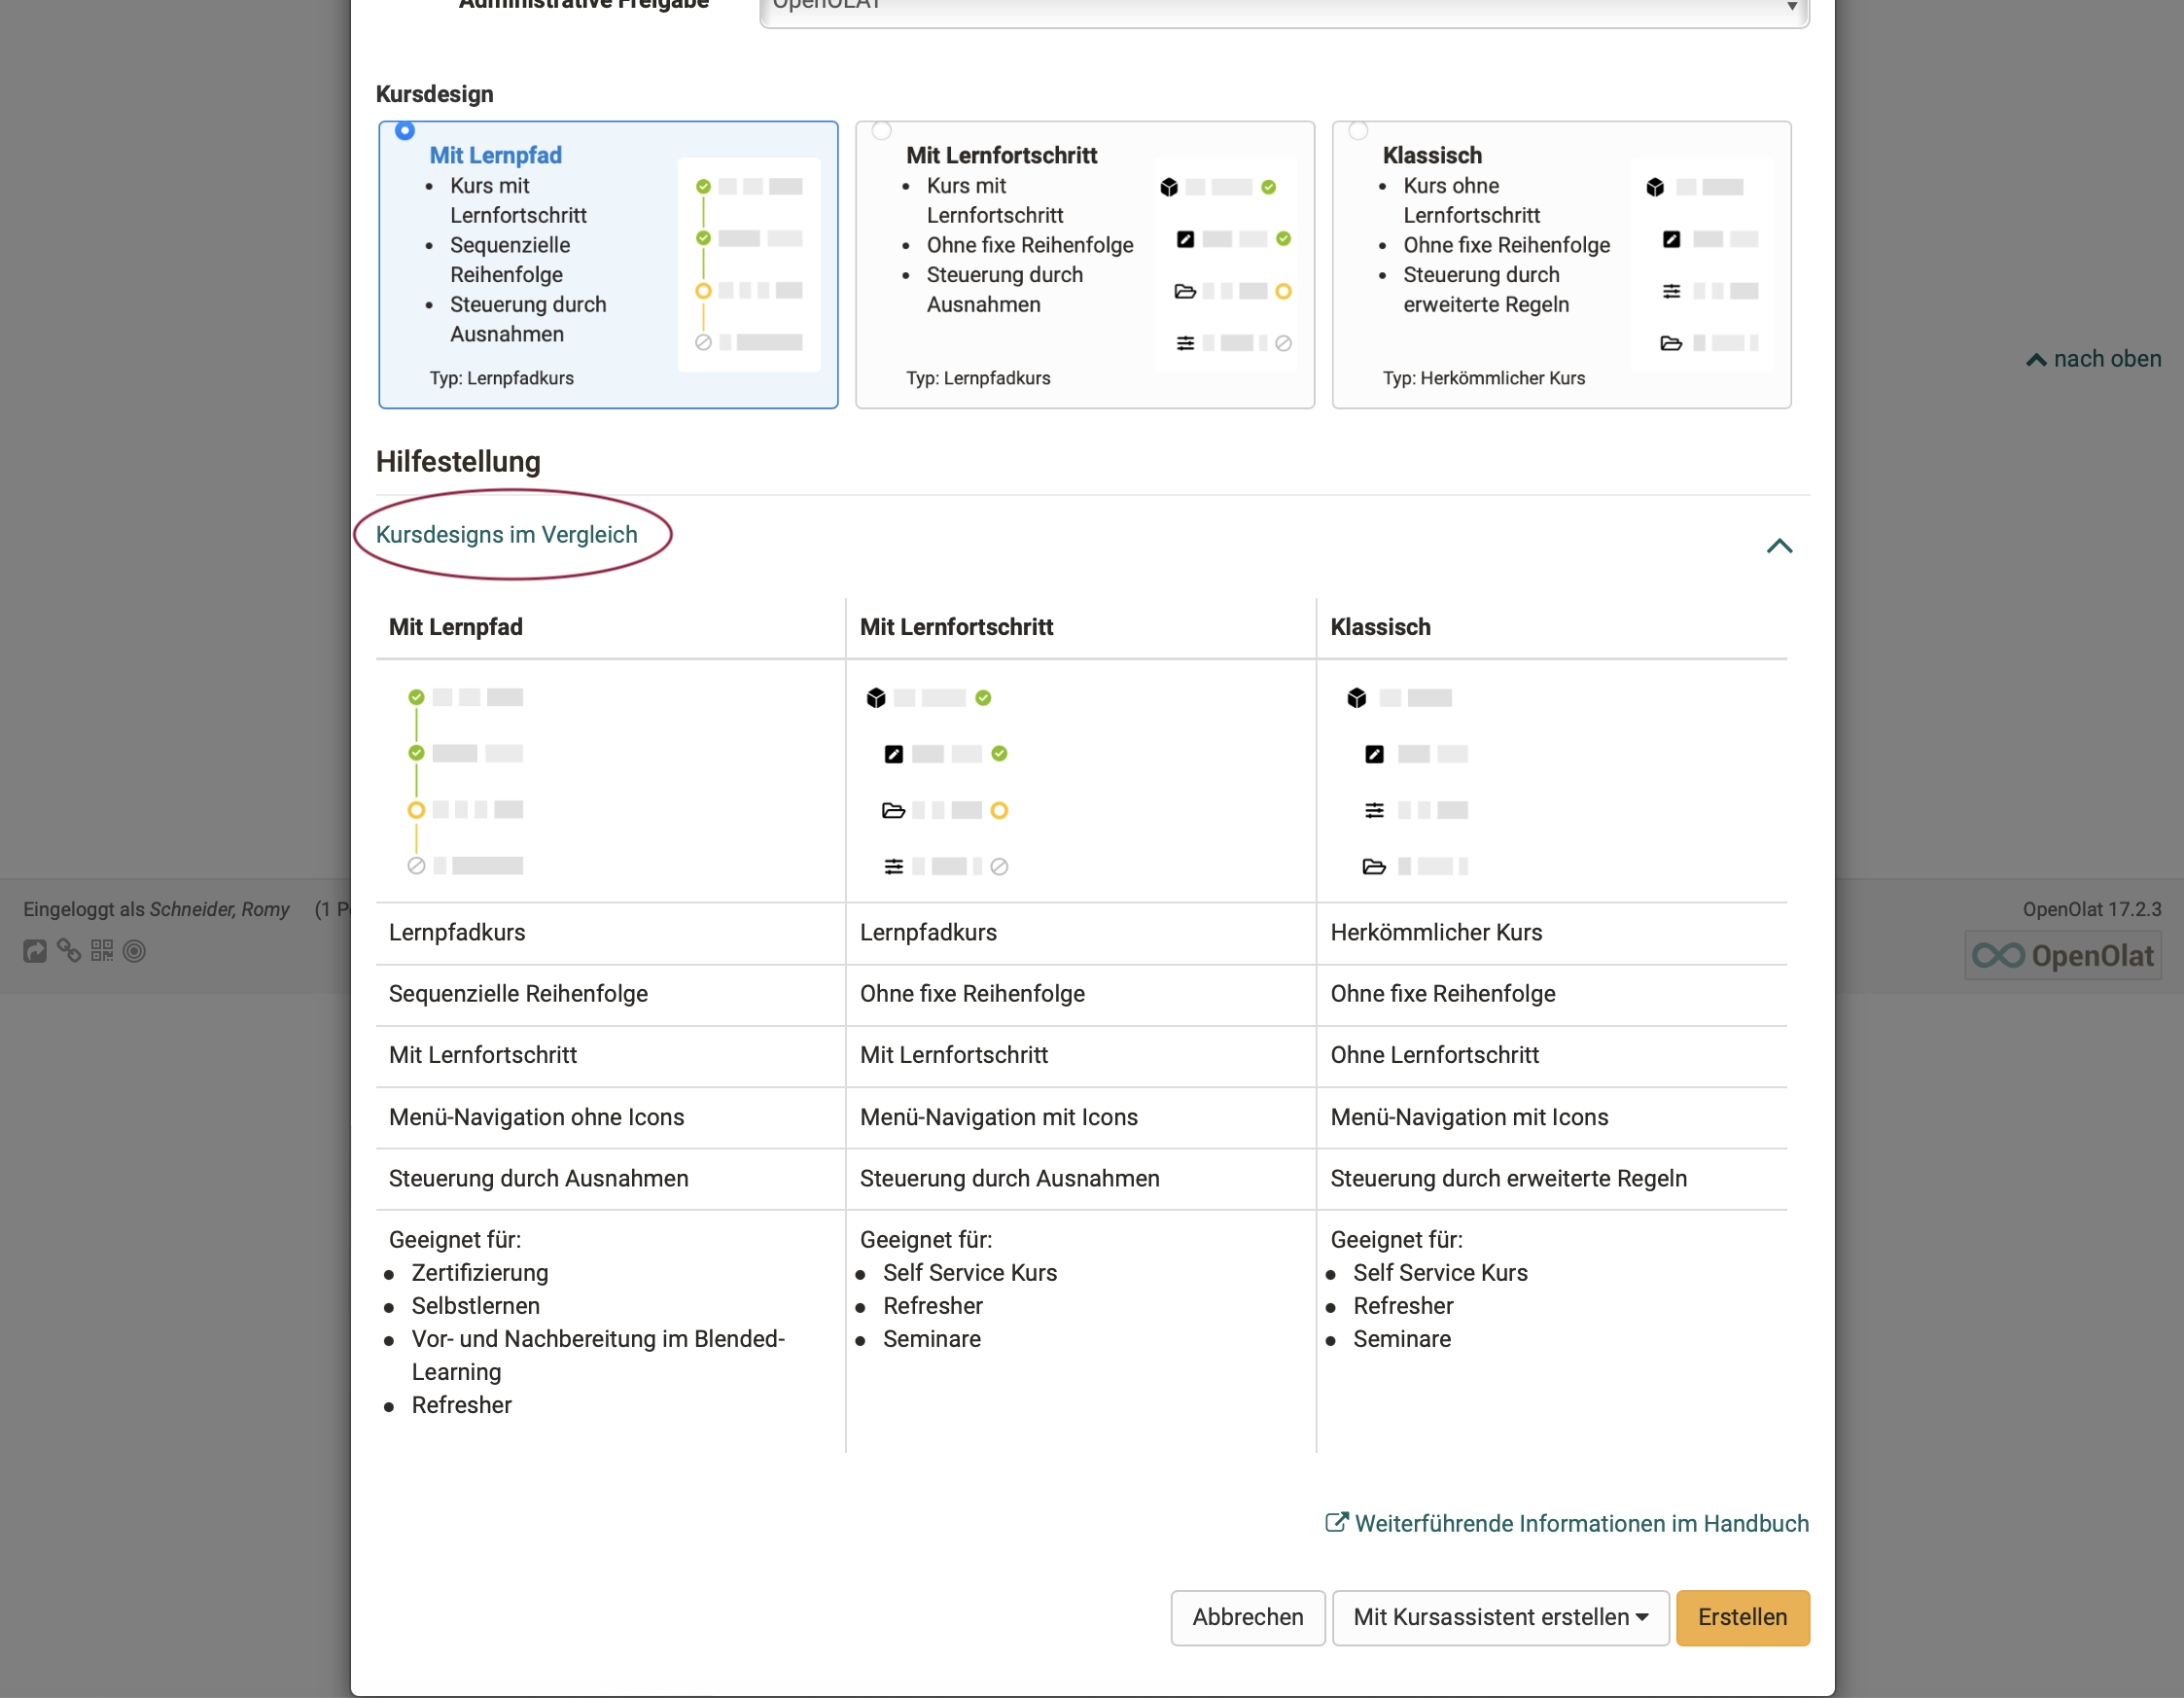 Administrative Freigabe
OpenOLAT
Kursdesign
Mit Lernpfad
Kurs mit
Lernfortschritt
Sequenzielle
Reihenfolge
Steuerung durch
Ausnahmen
Typ: Lernpfadkurs
Mit Lernfortschritt
Kurs mit
Lernfortschritt
Ohne fixe Reihenfolge
Steuerung durch
Ausnahmen
Typ: Lernpfadkurs
Klassisch
Kurs ohne
Lernfortschritt
Ohne fixe Reihenfolge
Steuerung durch
erweiterte Regeln
Typ: Herkömmlicher Kurs
nach oben
Hilfestellung
Kursdesigns im Vergleich
Mit Lernpfad
Mit Lernfortschritt
Klassisch
Lernpfadkurs
Lernpfadkurs
Herkömmlicher Kurs
Sequenzielle Reihenfolge
Ohne fixe Reihenfolge
Ohne fixe Reihenfolge
Mit Lernfortschritt
Mit Lernfortschritt
Ohne Lernfortschritt
Menü-Navigation ohne Icons
Menü-Navigation mit Icons
Menü-Navigation mit Icons
Steuerung durch Ausnahmen
Steuerung durch Ausnahmen
Steuerung durch erweiterte Regeln
Geeignet für:
Zertifizierung
Selbstlernen
Vor- und Nachbereitung im Blended-
Learning
Refresher
Geeignet für:
Self Service Kurs
Refresher
Seminare
Geeignet für:
Self Service Kurs
Refresher
Seminare
Weiterführende Informationen im Handbuch
Abbrechen
Mit Kursassistent erstellen
Erstellen
Eingeloggt als Schneider, Romy (1
OpenOlat 17.2.3
OpenOlat